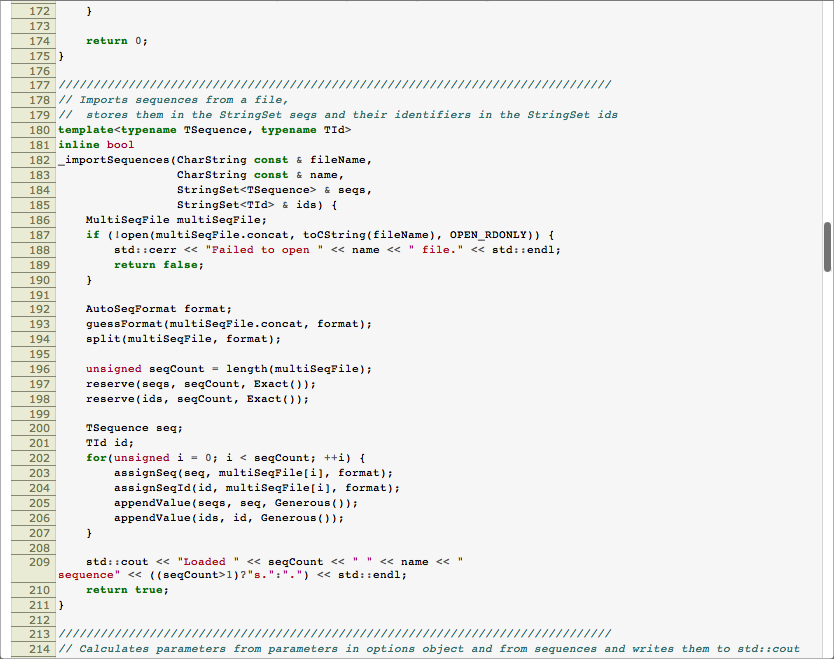 172     }
173
174     return 0;
175 }
176
177 ///////////////////////////////////////////////////////////////////////////////
178 // Imports sequences from a file,
179 //  stores them in the StringSet seqs and their identifiers in the StringSet ids
180 template<typename TSequence, typename TId>
181 inline bool
182 _importSequences(CharString const & fileName,
183                  CharString const & name,
184                  StringSet<TSequence> & seqs,
185                  StringSet<TId> & ids) {
186     MultiSeqFile multiSeqFile;
187     if (!open(multiSeqFile.concat, toCString(fileName), OPEN_RDONLY)) {
188         std::cerr << "Failed to open " << name << " file." << std::endl;
189         return false;
190     }
191
192     AutoSeqFormat format;
193     guessFormat(multiSeqFile.concat, format);
194     split(multiSeqFile, format);
195
196     unsigned seqCount = length(multiSeqFile);
197     reserve(seqs, seqCount, Exact());
198     reserve(ids, seqCount, Exact());
199
200     TSequence seq;
201     TId id;
202     for(unsigned i = 0; i < seqCount; ++i) {
203         assignSeq(seq, multiSeqFile[i], format);
204         assignSeqId(id, multiSeqFile[i], format);
205         appendValue(seqs, seq, Generous());
206         appendValue(ids, id, Generous());
207     }
208
209     std::cout << "Loaded " << seqCount << " " << name << "
sequence" << ((seqCount>1)?"s.":".") << std::endl;
210     return true;
211 }
212
213 ///////////////////////////////////////////////////////////////////////////////
214 // Calculates parameters from parameters in options object and from sequences and writes them to std::cout